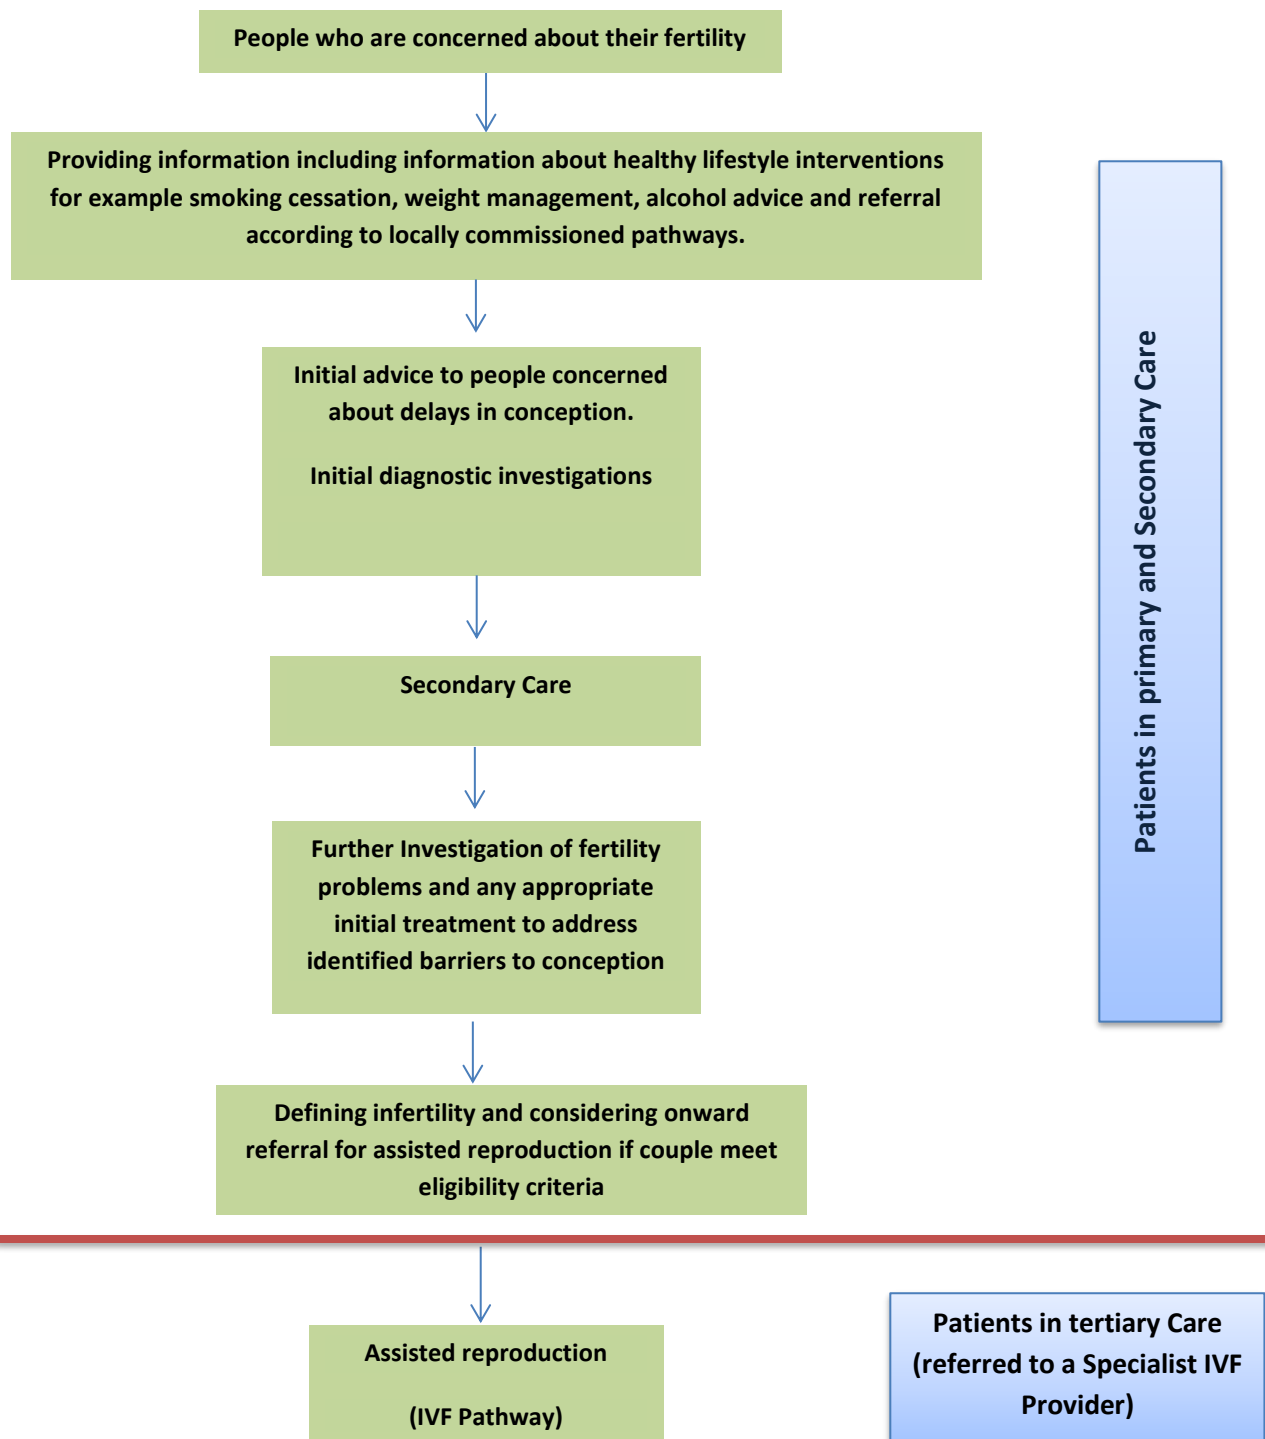 People who are concerned about their fertility
Providing information including information about healthy lifestyle interventions
for example smoking cessation, weight management, alcohol advice and referral
according to locally commissioned pathways.
Initial advice to people concerned
about delays in conception.
Initial diagnostic investigations
Secondary Care
Further Investigation of fertility
problems and any appropriate
initial treatment to address
identified barriers to conception
Defining infertility and considering onward
referral for assisted reproduction if couple meet
eligibility criteria
Patients in primary and Secondary Care
Assisted reproduction
(IVF Pathway)
Patients in tertiary Care
(referred to a Specialist IVF
Provider)